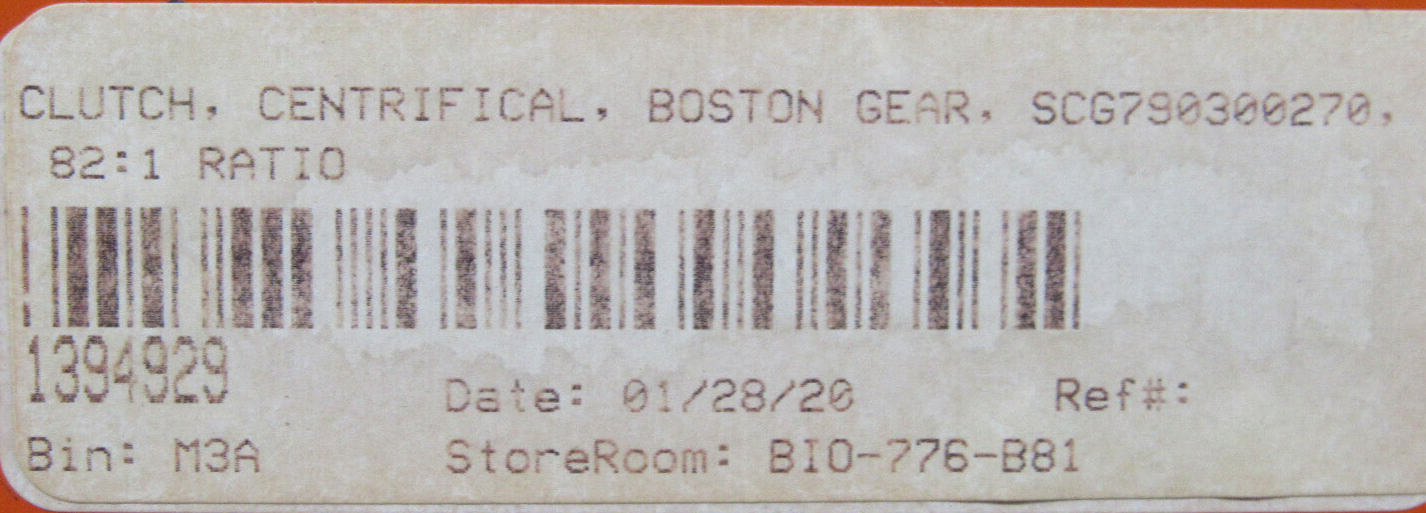 CLUTCH, CENTRIFICAL, BOSTON GEAR, SCG790300270,
82:1 RATIO
1394929
Date: 01/28/20 Ref#:
Bin: M3A StoreRoom: BIO-776-B81